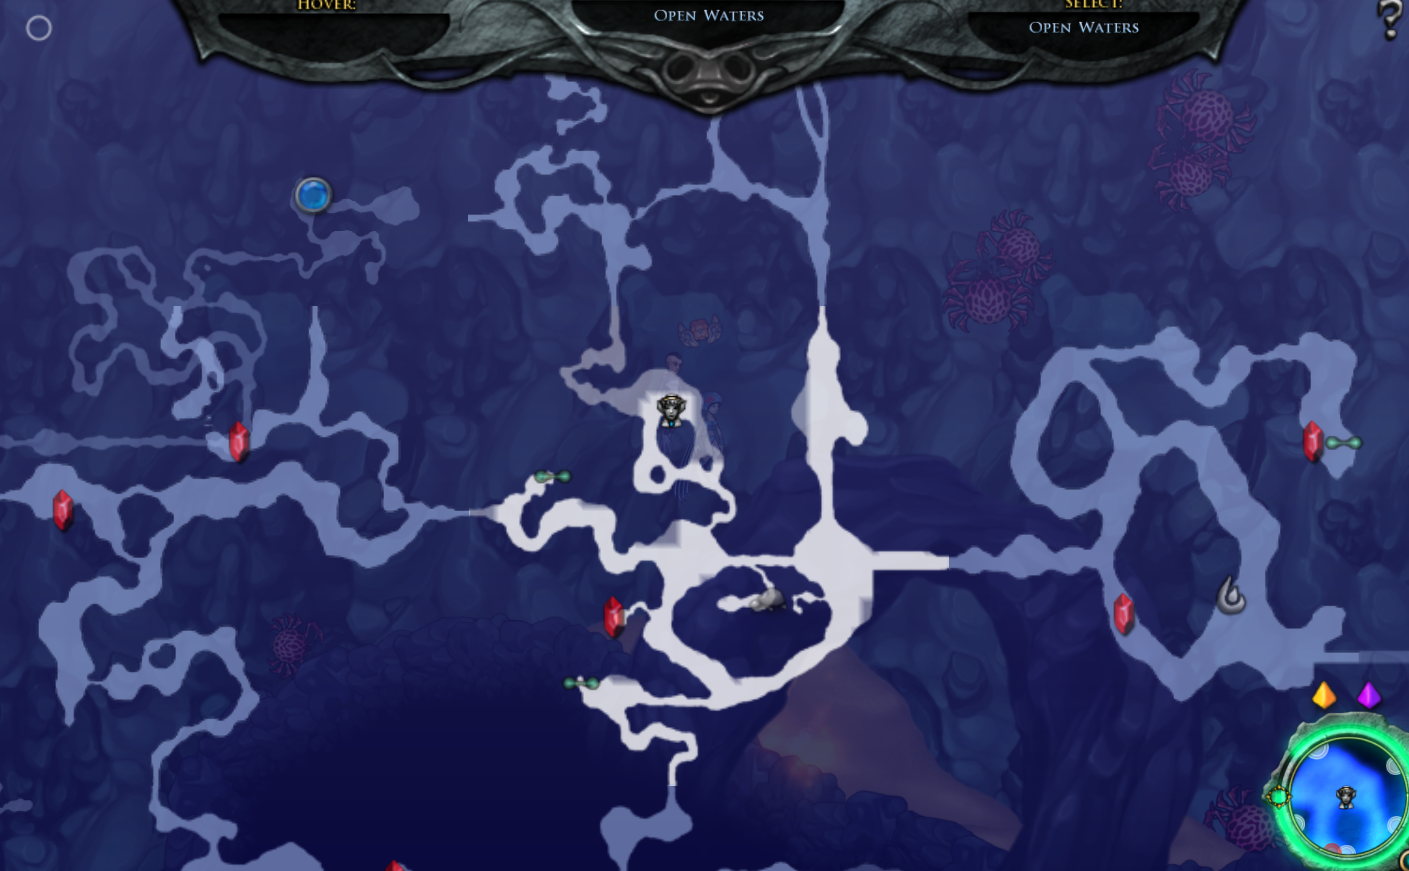 HOVER:
OPEN WATERS
SELECT:
OPEN WATERS
?